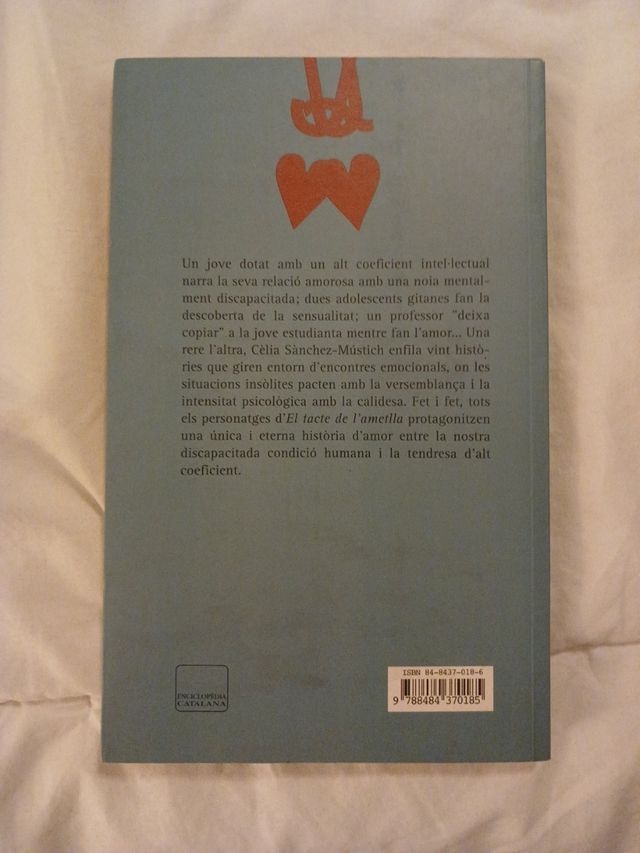 Un jove dotat amb un alt coeficient intel·lectual
narra la seva relació amorosa amb una noia mental-
ment discapacitada; dues adolescents gitanes fan la
descoberta de la sensualitat; un professor "deixa
copiar" a la jove estudianta mentre fan l'amor... Una
rere l'altra, Cèlia Sànchez-Mústich enfila vint histò-
ries que giren entorn d'encontres emocionals, on les
situacions insòlites pacten amb la versemblança i la
intensitat psicològica amb la calidesa. Fet i fet, tots
els personatges d'El tacte de l'ametlla protagonitzen
una única i eterna història d'amor entre la nostra
discapacitada condició humana i la tendresa d'alt
coeficient.
ENCICLOPÈDIA
CATALANA
ISBN 84-8437-018-6
9 788484 370185